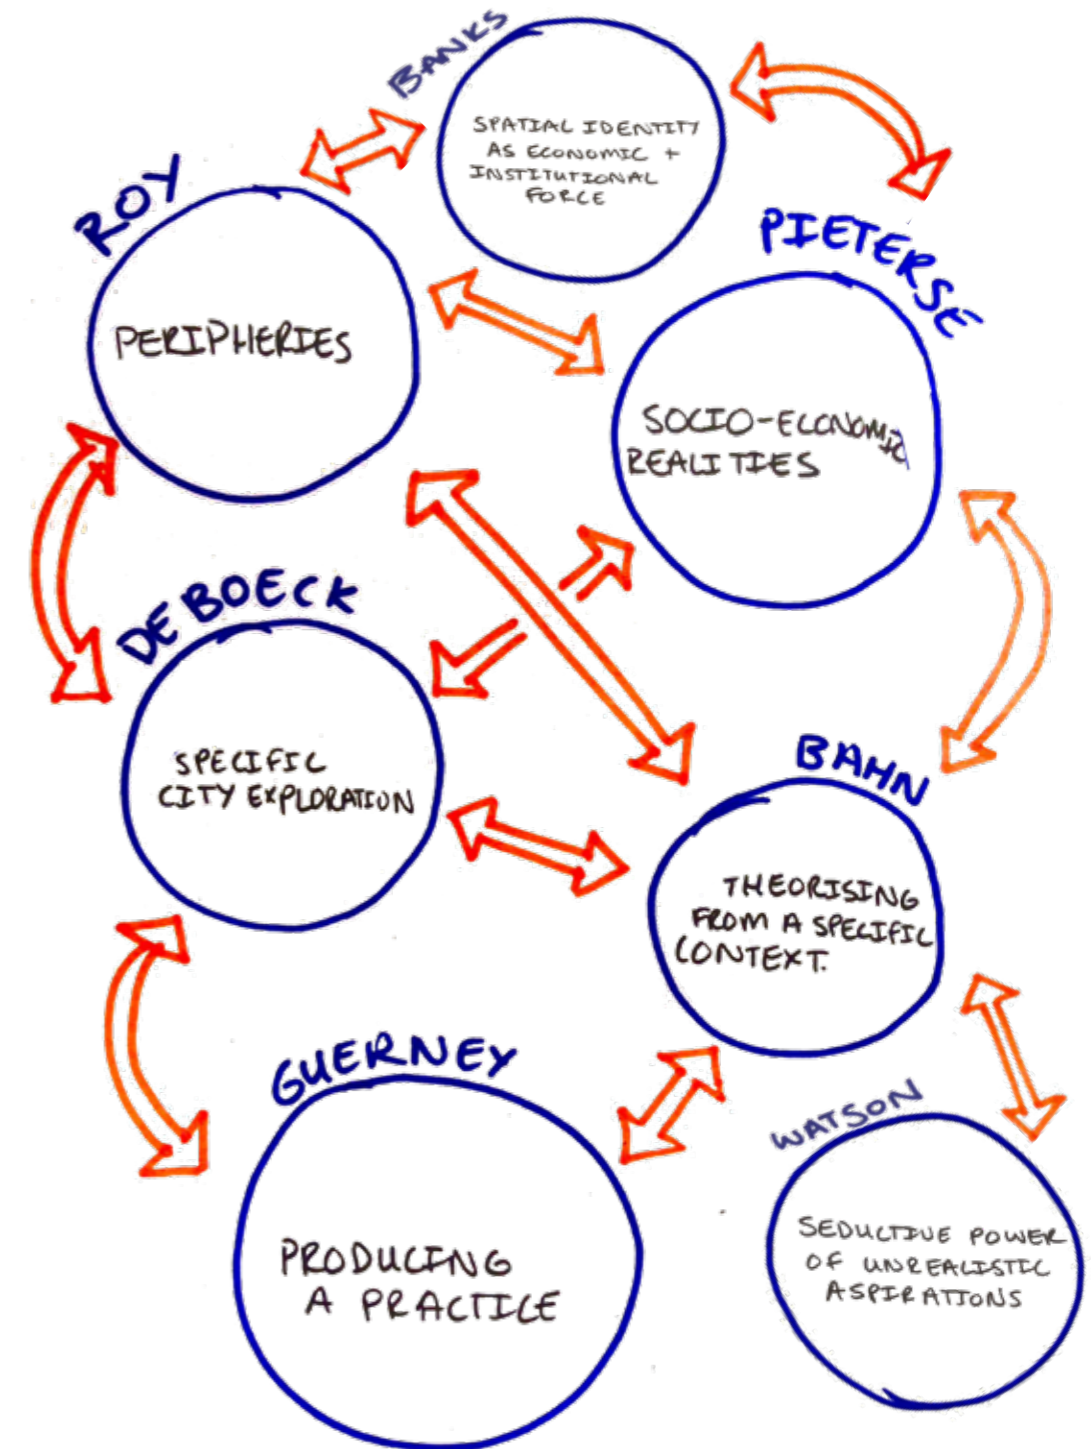 BANKS
SPATIAL IDENTITY
AS ECONOMIC +
INSTITUTIONAL
FORCE
ROY
PERIPHERIES
PIETERSE
SOCIO-ECONOMIC
REALITIES
DE BOECK
SPECIFIC
CITY EXPLORATION
BAHN
THEORISING
FROM A SPECIFIC
CONTEXT.
GUERNEY
PRODUCING
A PRACTICE
WATSON
SEDUCTIVE POWER
OF UNREALISTIC
ASPIRATIONS